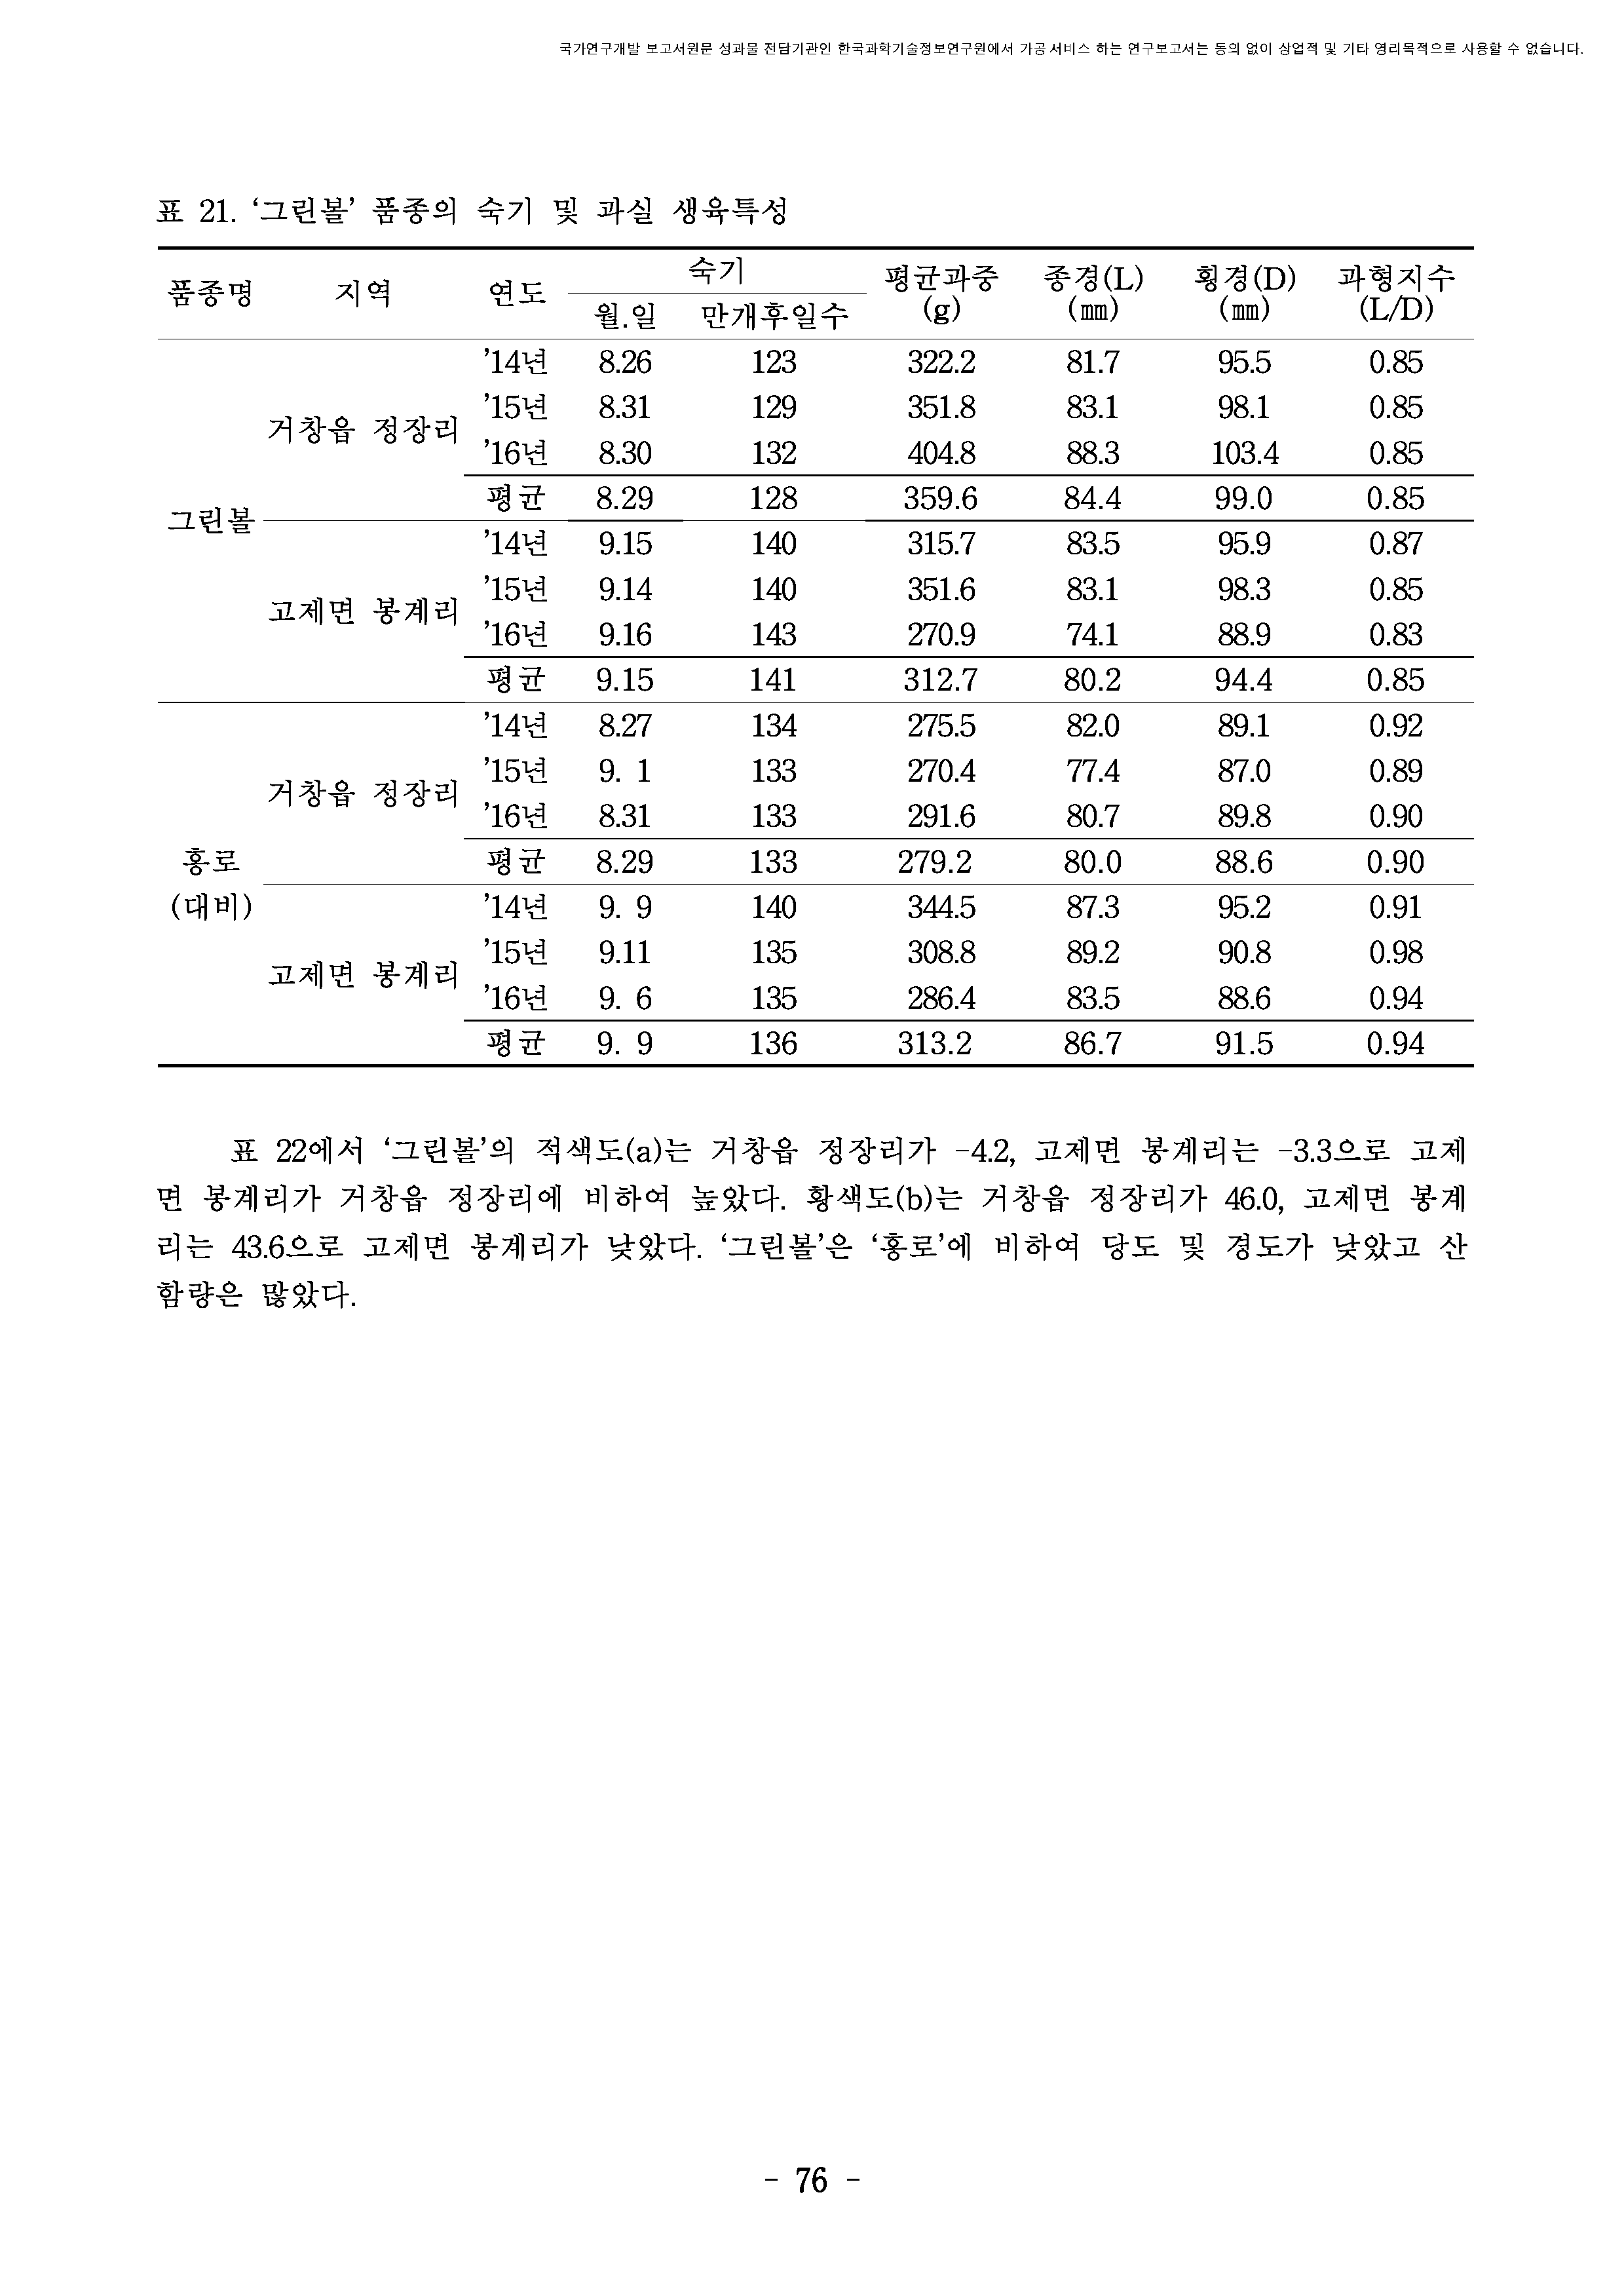 국가연구개발 보고서원문 성과물 전담기관인 한국과학기술정보연구원에서 가공·서비스 하는 연구보고서는 동의 없이 상업적 및 기타 영리목적으로 사용할 수 없습니다.
표 21. ‘그린볼’ 품종의 숙기 및 과실 생육특성
품종명 지역 연도 숙기 평균과중 (g) 종경(L) (㎜) 횡경(D) (㎜) 과형지수 (L/D)
월.일 만개후일수
그린볼 거창읍 정장리 ’14년 8.26 123 322.2 81.7 95.5 0.85
’15년 8.31 129 351.8 83.1 98.1 0.85
’16년 8.30 132 404.8 88.3 103.4 0.85
평균 8.29 128 359.6 84.4 99.0 0.85
고제면 봉계리 ’14년 9.15 140 315.7 83.5 95.9 0.87
’15년 9.14 140 351.6 83.1 98.3 0.85
’16년 9.16 143 270.9 74.1 88.9 0.83
평균 9.15 141 312.7 80.2 94.4 0.85
홍로 (대비) 거창읍 정장리 ’14년 8.27 134 275.5 82.0 89.1 0.92
’15년 9. 1 133 270.4 77.4 87.0 0.89
’16년 8.31 133 291.6 80.7 89.8 0.90
평균 8.29 133 279.2 80.0 88.6 0.90
고제면 봉계리 ’14년 9. 9 140 344.5 87.3 95.2 0.91
’15년 9.11 135 308.8 89.2 90.8 0.98
’16년 9. 6 135 286.4 83.5 88.6 0.94
평균 9. 9 136 313.2 86.7 91.5 0.94
표 22에서 ‘그린볼’의 적색도(a)는 거창읍 정장리가 -4.2, 고제면 봉계리는 -3.3으로 고제
면 봉계리가 거창읍 정장리에 비하여 높았다. 황색도(b)는 거창읍 정장리가 46.0, 고제면 봉계
리는 43.6으로 고제면 봉계리가 낮았다. ‘그린볼’은 ‘홍로’에 비하여 당도 및 경도가 낮았고 산
함량은 많았다.
- 76 -